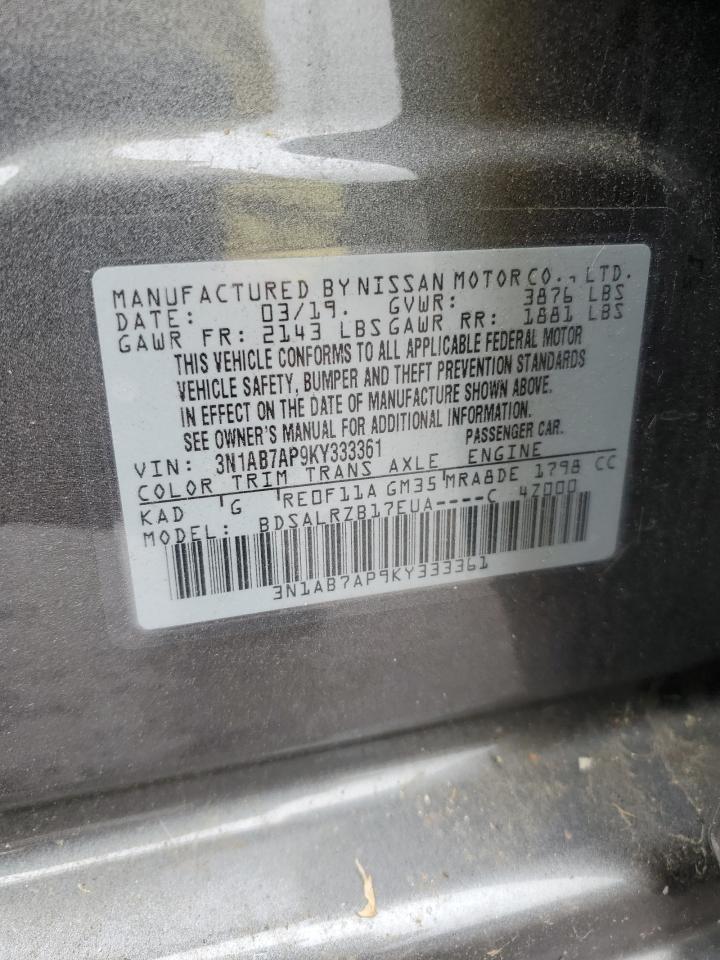 MANUFACTURED BY NISSAN MOTOR CO., LTD.
DATE: 03/19. GVWR: 3876 LBS
GAWR FR: 2143 LBS GAWR RR: 1881 LBS
THIS VEHICLE CONFORMS TO ALL APPLICABLE FEDERAL MOTOR
VEHICLE SAFETY, BUMPER AND THEFT PREVENTION STANDARDS
IN EFFECT ON THE DATE OF MANUFACTURE SHOWN ABOVE.
SEE OWNER'S MANUAL FOR ADDITIONAL INFORMATION.
VIN: 3N1AB7AP9KY333361 PASSENGER CAR.
COLOR TRIM TRANS AXLE ENGINE
KAD G RE0F11A GM35 MRA8DE 1798 CC
MODEL: BDSALRZB17EUA----C 4Z000
3N1AB7AP9KY333361